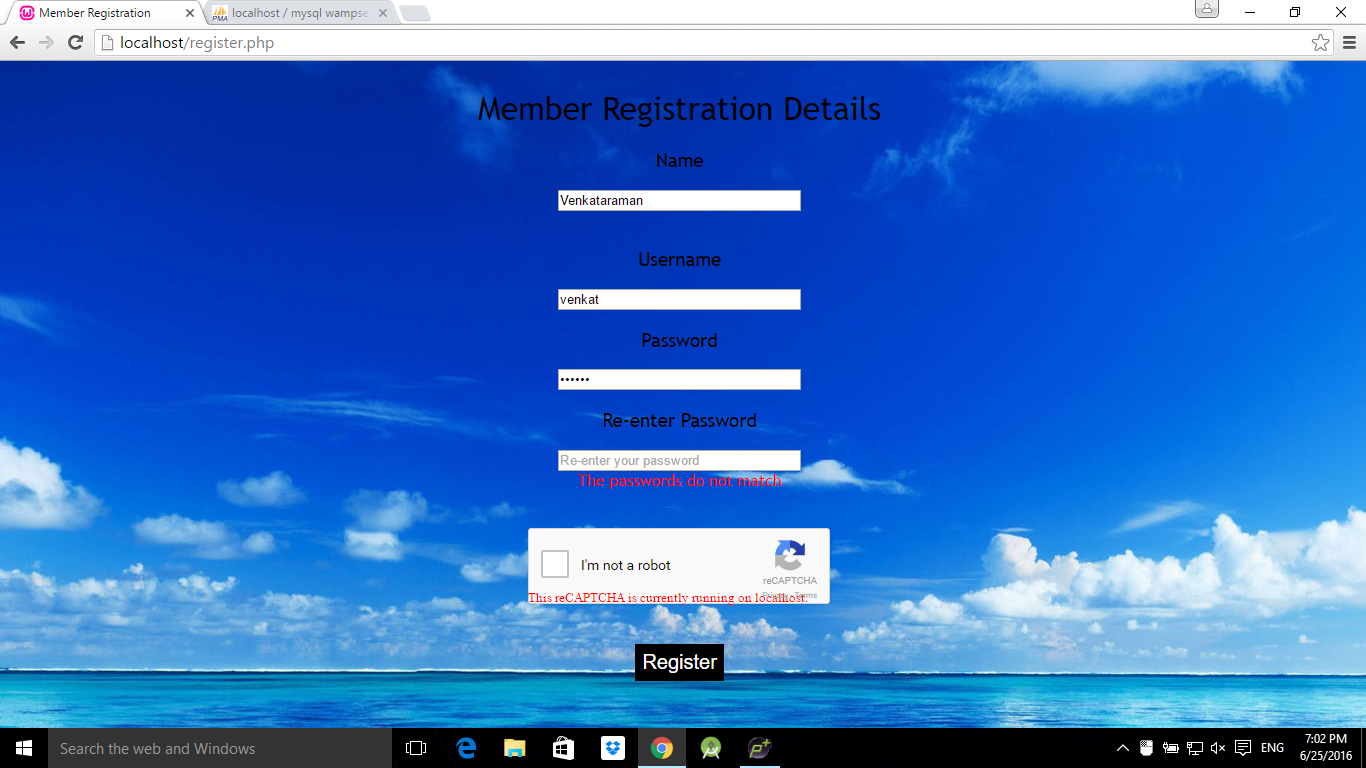 Member Registration
localhost / mysql wampse
localhost/register.php
Member Registration Details
Name
Venkataraman
Username
venkat
Password
••••••
Re-enter Password
Re-enter your password
The passwords do not match
I'm not a robot
reCAPTCHA
Privacy - Terms
This reCAPTCHA is currently running on localhost.
Register
Search the web and Windows
ENG
7:02 PM
6/25/2016
PMA